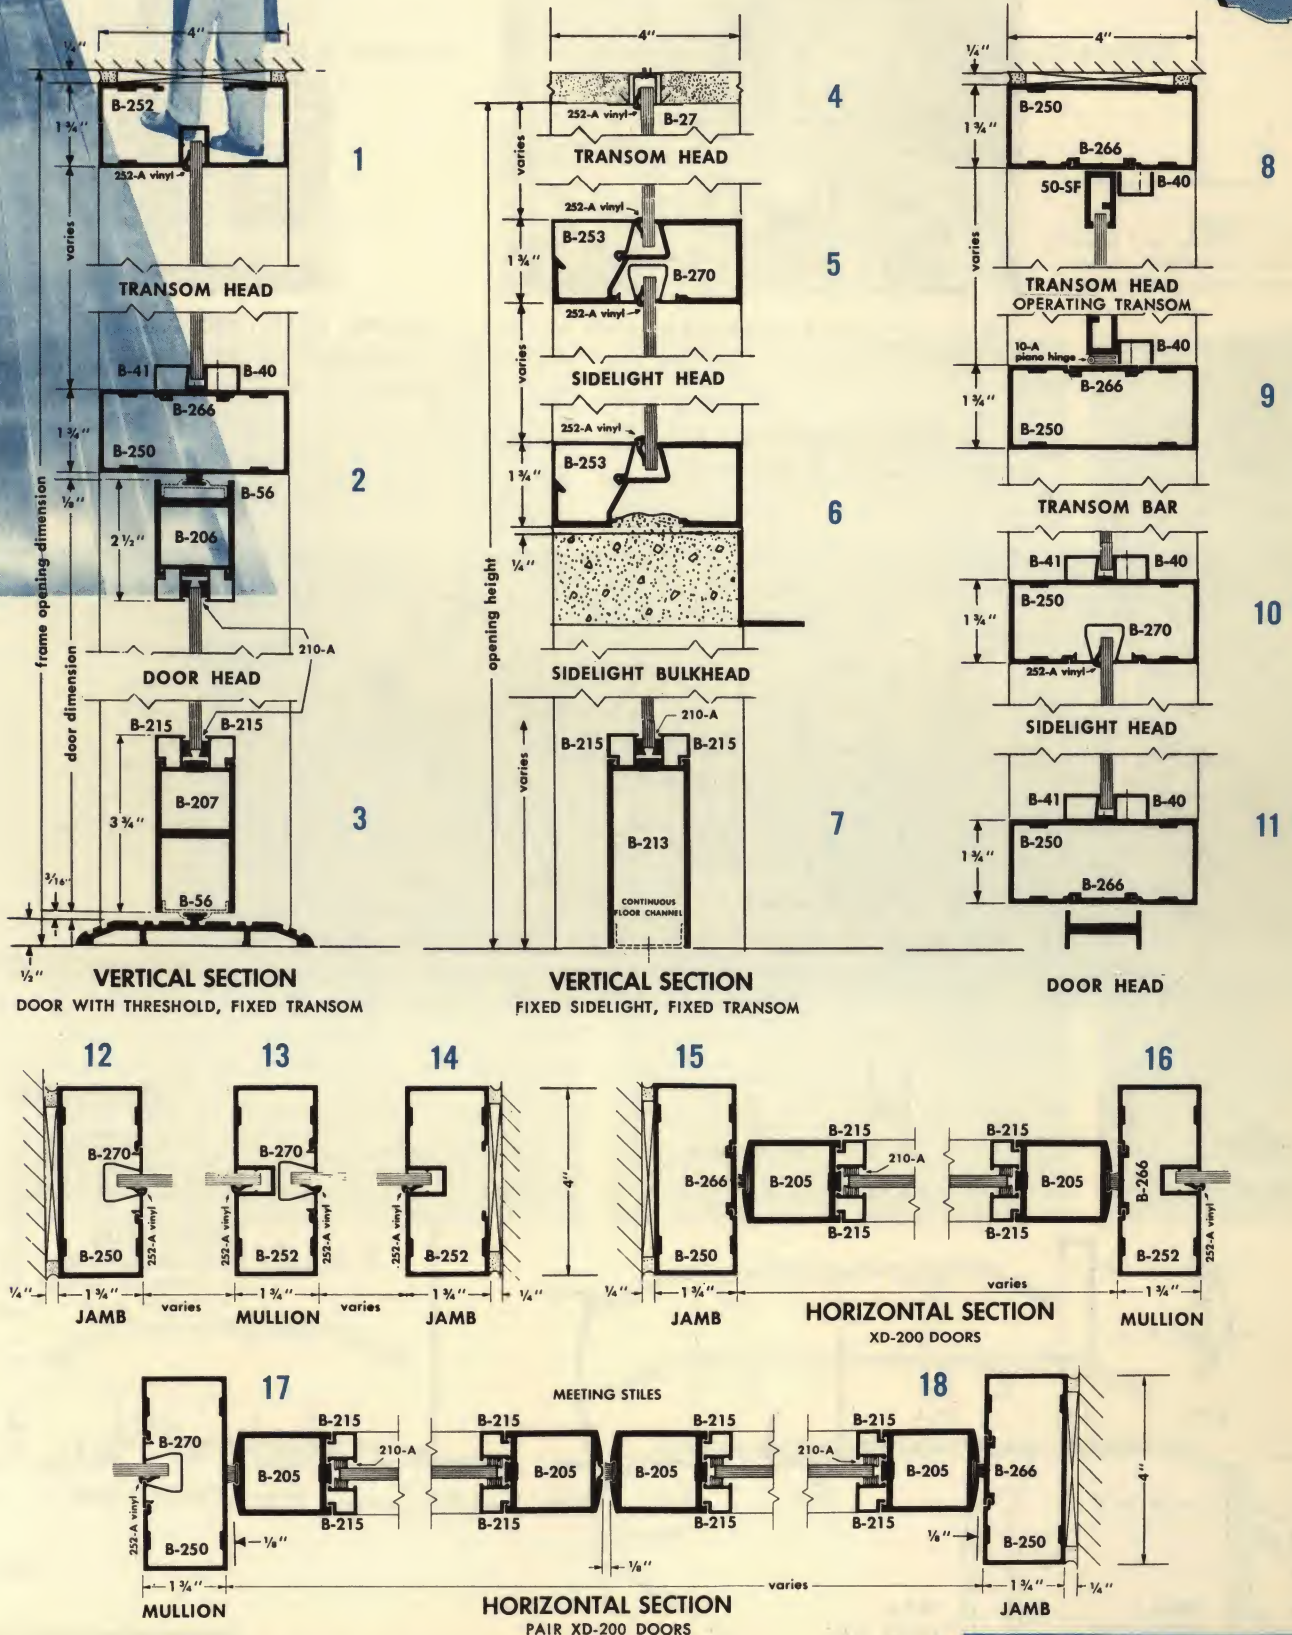 4"
1/4"
B-252
1 3/4"
252-A vinyl
1
varies
TRANSOM HEAD
B-41
B-40
B-266
1 3/4"
B-250
2
1/8"
B-56
2 1/2"
B-206
frame opening dimension
door dimension
210-A
DOOR HEAD
B-215
B-215
B-207
3 3/4"
3
3/16"
B-56
1/2"
VERTICAL SECTION
DOOR WITH THRESHOLD, FIXED TRANSOM
4"
4
252-A vinyl
B-27
varies
TRANSOM HEAD
252-A vinyl
B-253
1 3/4"
B-270
5
252-A vinyl
varies
SIDELIGHT HEAD
252-A vinyl
B-253
1 3/4"
6
1/4"
opening height
SIDELIGHT BULKHEAD
210-A
B-215
B-215
varies
B-213
7
CONTINUOUS
FLOOR CHANNEL
VERTICAL SECTION
FIXED SIDELIGHT, FIXED TRANSOM
4"
1/4"
B-250
1 3/4"
B-266
8
50-SF
B-40
varies
TRANSOM HEAD
OPERATING TRANSOM
10-A
piano hinge
B-40
B-266
1 3/4"
9
B-250
TRANSOM BAR
B-41
B-40
B-250
1 3/4"
B-270
10
252-A vinyl
SIDELIGHT HEAD
B-41
B-40
B-250
1 3/4"
11
B-266
DOOR HEAD
12
13
14
B-270
B-270
4"
252-A vinyl
252-A vinyl
252-A vinyl
252-A vinyl
B-250
B-252
B-252
1/4"
1 3/4"
varies
1 3/4"
varies
1 3/4"
1/4"
JAMB
MULLION
JAMB
15
16
B-215
B-215
210-A
B-266
B-205
B-205
B-266
B-215
B-215
B-250
B-252
252-A vinyl
1/4"
1 3/4"
varies
1 3/4"
JAMB
HORIZONTAL SECTION
XD-200 DOORS
MULLION
17
MEETING STILES
18
B-215
B-215
B-215
B-215
B-270
210-A
210-A
B-205
B-205
B-205
B-205
B-266
4"
252-A vinyl
B-215
B-215
B-215
B-215
B-250
1/8"
1/8"
1/8"
B-250
1 3/4"
varies
1 3/4"
1/4"
MULLION
HORIZONTAL SECTION
PAIR XD-200 DOORS
JAMB